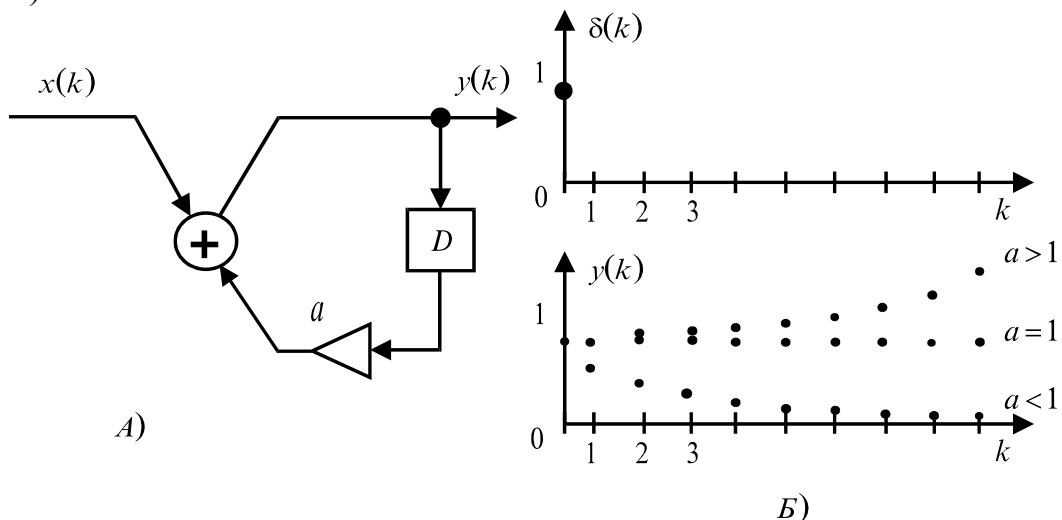 )
x(k)
y(k)
+
D
a
А)
δ(k)
1
0
1 2 3
k
y(k)
a > 1
1
a = 1
a < 1
0
1 2 3
k
Б)